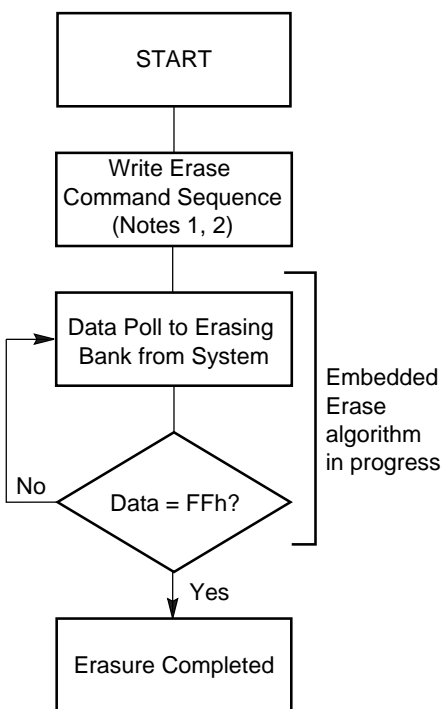 START
Write Erase
Command Sequence
(Notes 1, 2)
Data Poll to Erasing
Bank from System
Embedded
Erase
algorithm
in progress
No
Data = FFh?
Yes
Erasure Completed